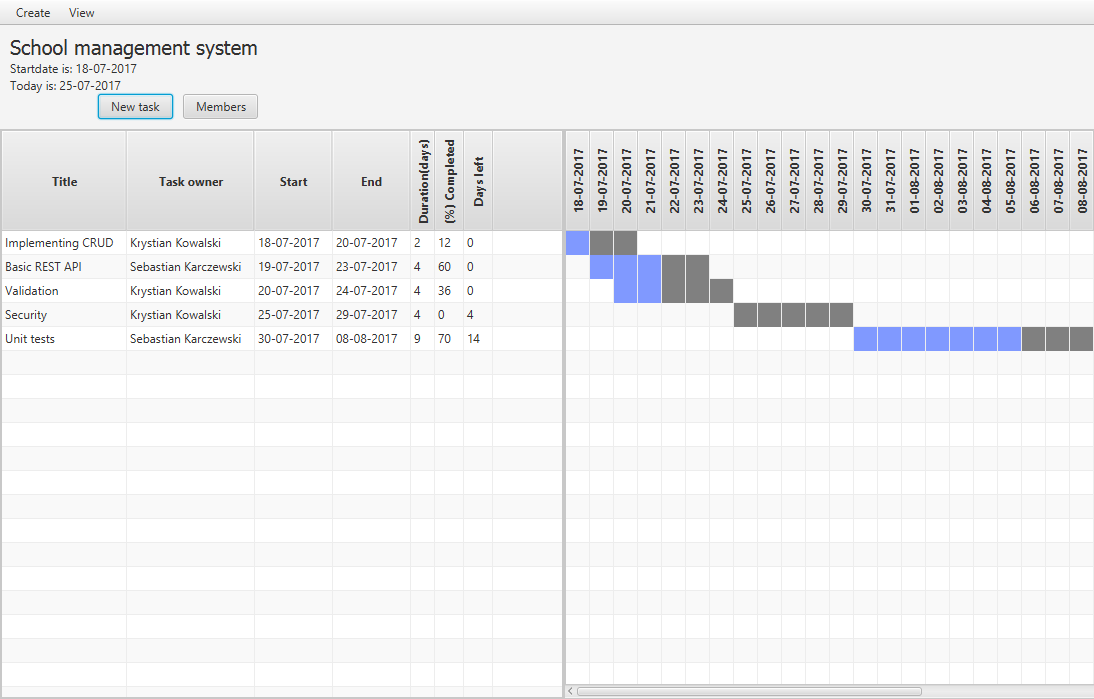 Create View
School management system
Startdate is: 18-07-2017
Today is: 25-07-2017
New task Members
Title Task owner Start End Duration(days) (%) Completed Days left 18-07-2017 19-07-2017 20-07-2017 21-07-2017 22-07-2017 23-07-2017 24-07-2017 25-07-2017 26-07-2017 27-07-2017 28-07-2017 29-07-2017 30-07-2017 31-07-2017 01-08-2017 02-08-2017 03-08-2017 04-08-2017 05-08-2017 06-08-2017 07-08-2017 08-08-2017
Implementing CRUD Krystian Kowalski 18-07-2017 20-07-2017 2 12 0
Basic REST API Sebastian Karczewski 19-07-2017 23-07-2017 4 60 0
Validation Krystian Kowalski 20-07-2017 24-07-2017 4 36 0
Security Krystian Kowalski 25-07-2017 29-07-2017 4 0 4
Unit tests Sebastian Karczewski 30-07-2017 08-08-2017 9 70 14